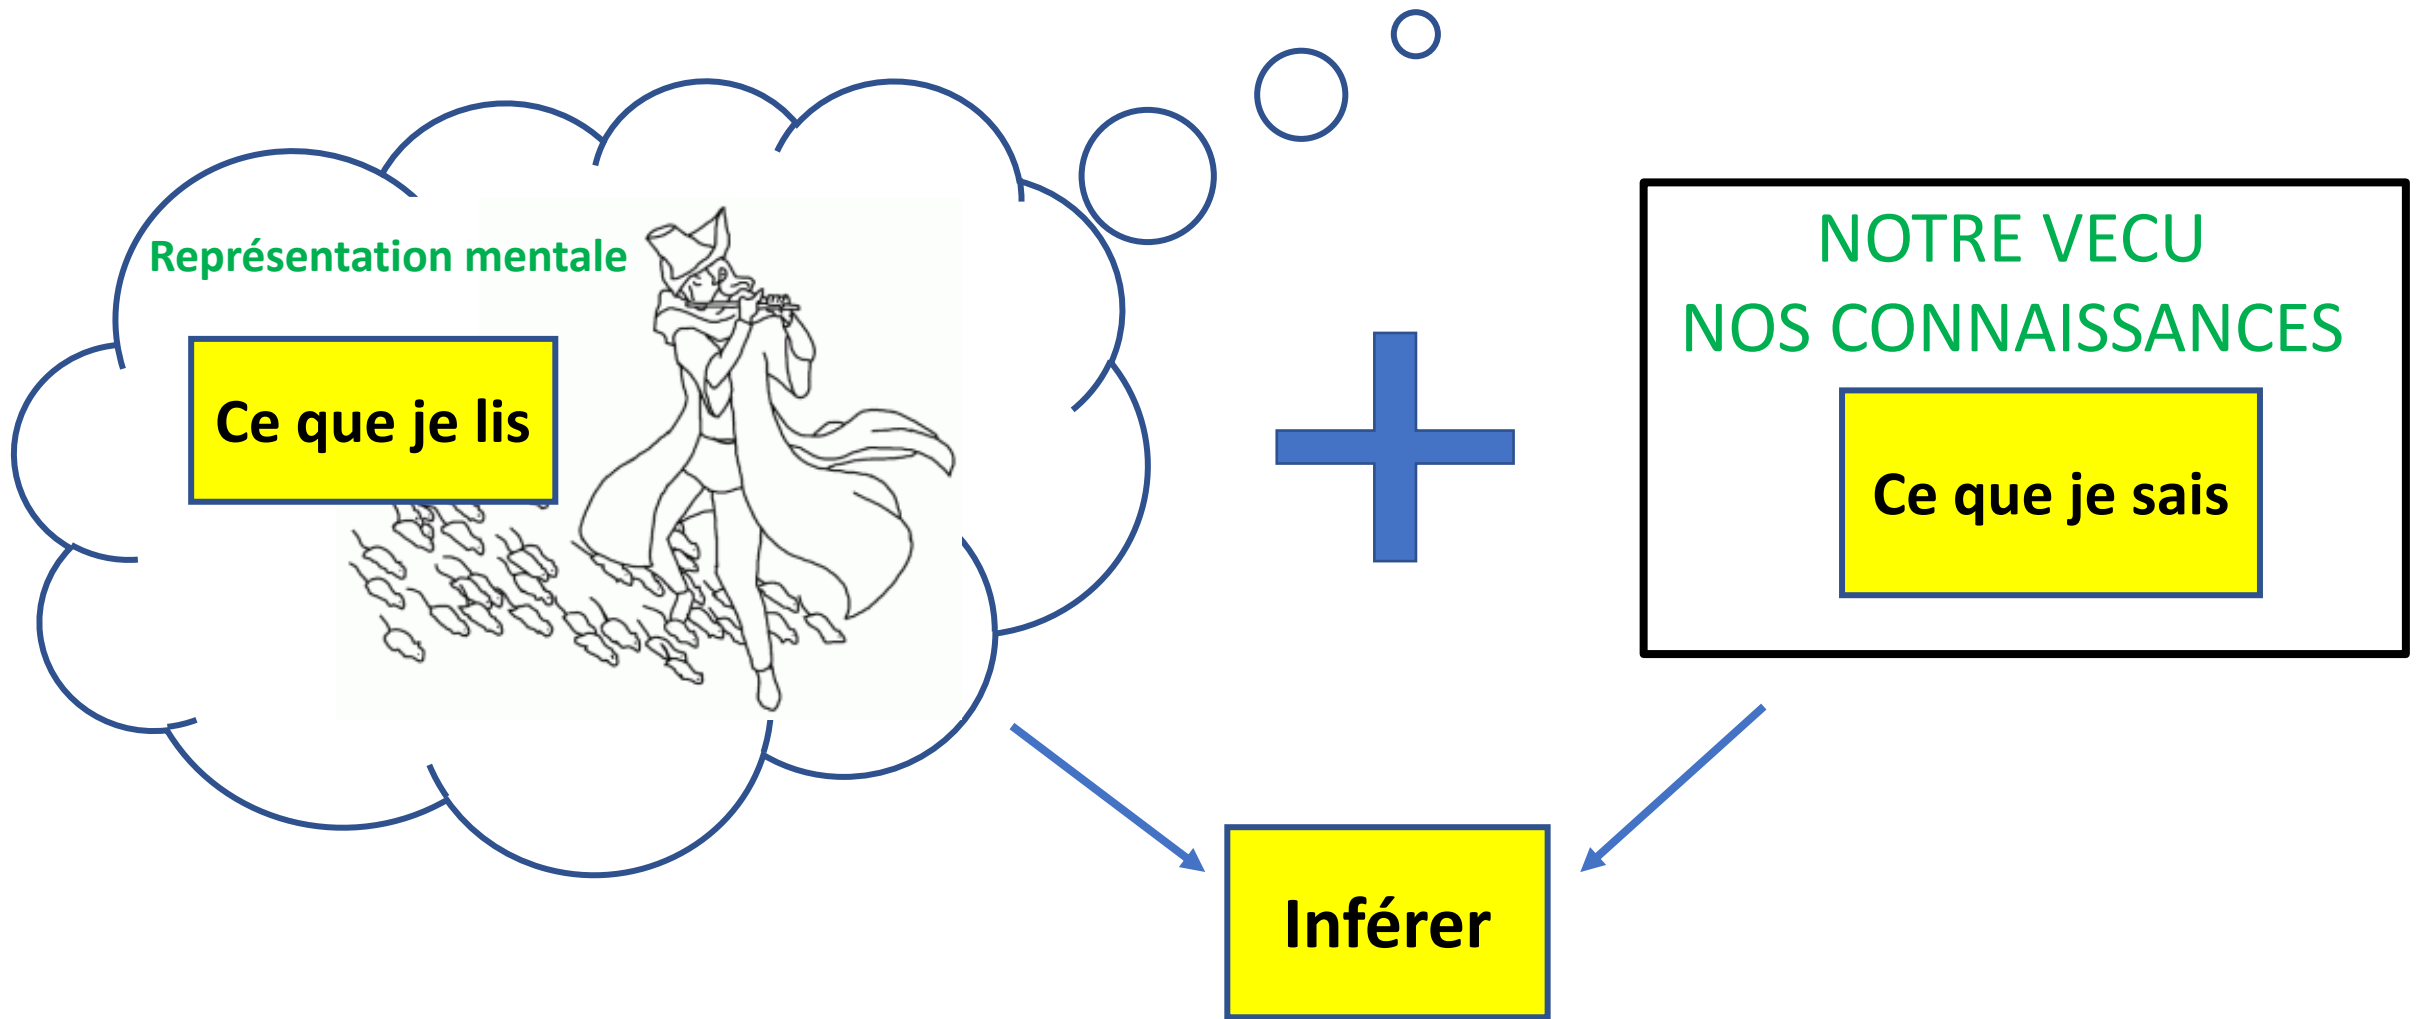 Représentation mentale
Ce que je lis
NOTRE VECU
NOS CONNAISSANCES
Ce que je sais
Inférer